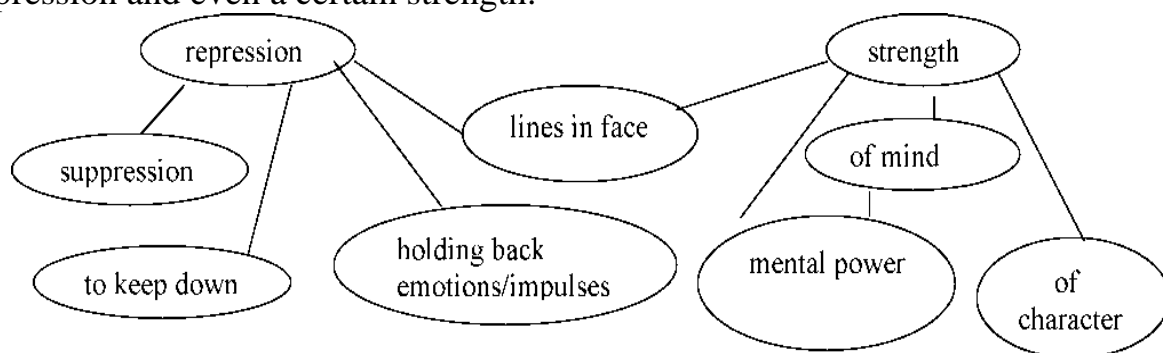 pression and even a certain strength.
repression
strength
lines in face
of mind
suppression
holding back
emotions/impulses
mental power
to keep down
of
character